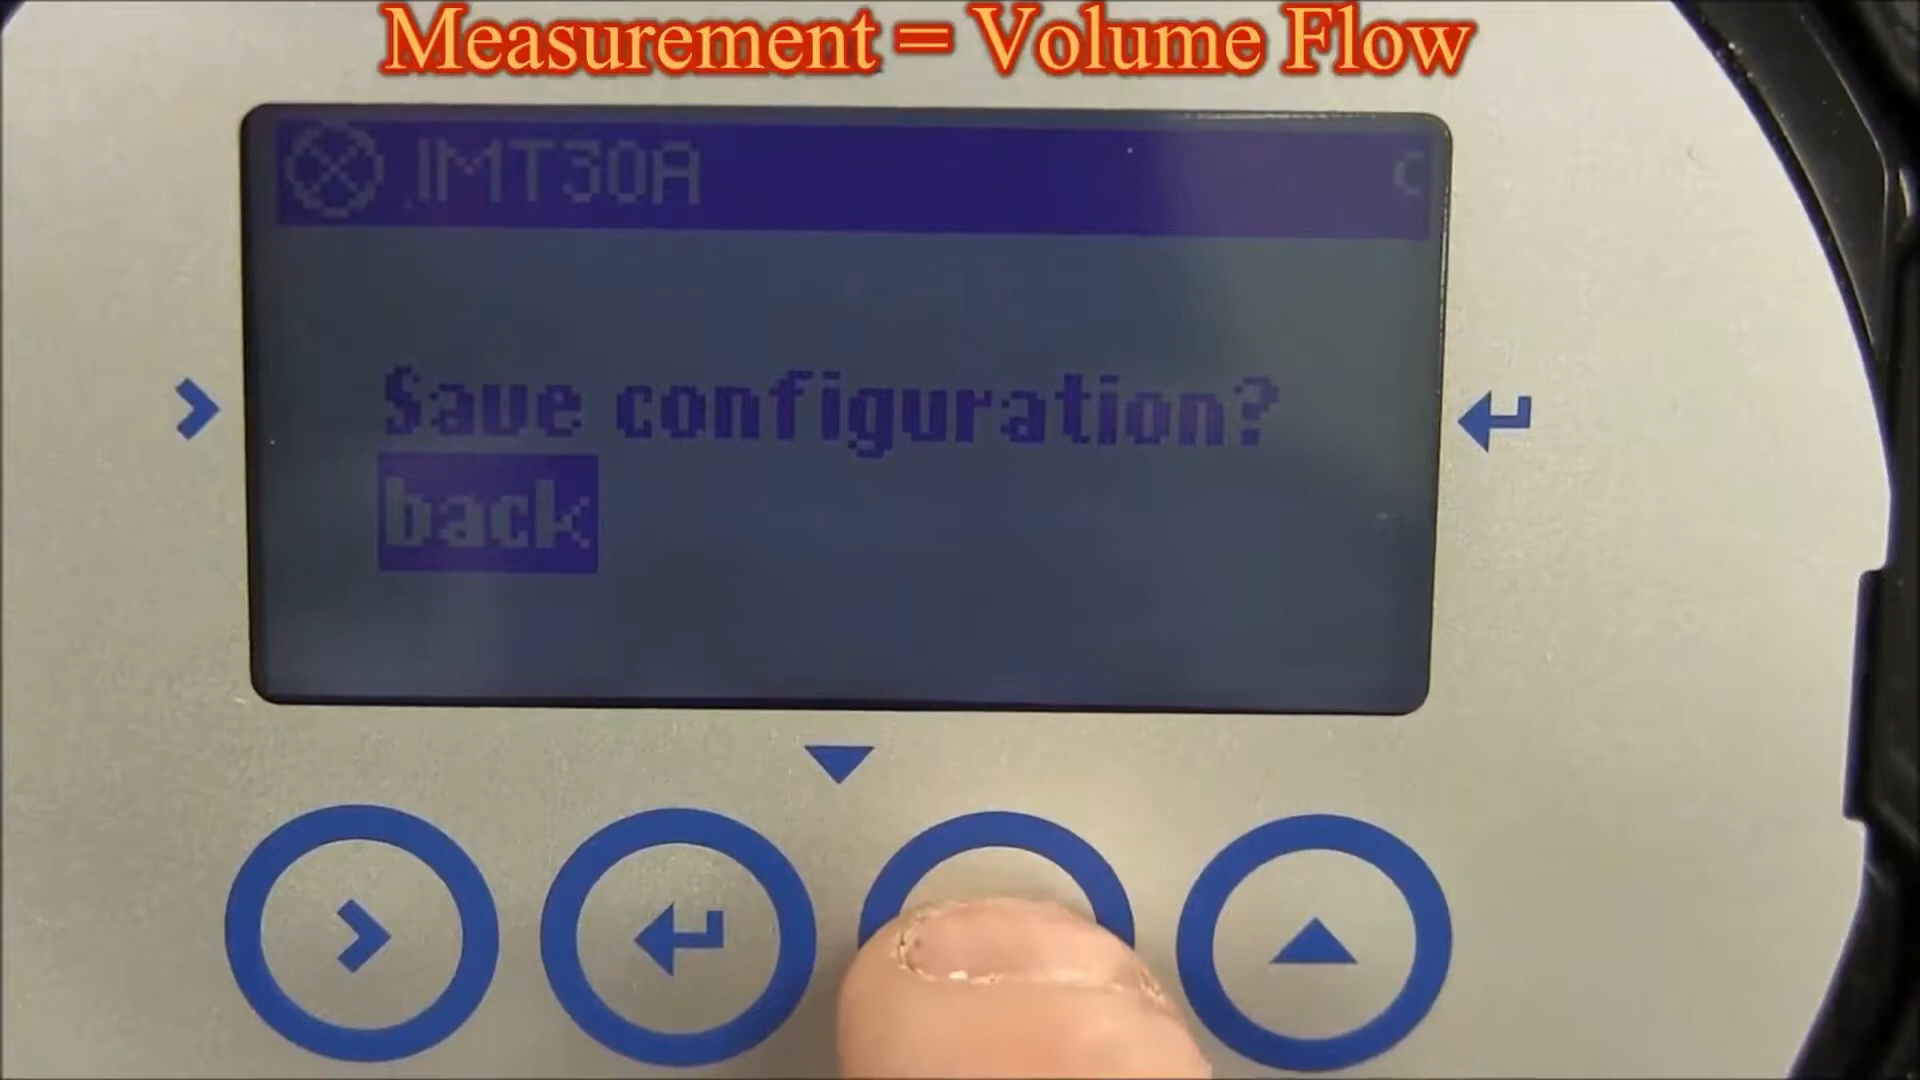 Measurement = Volume Flow
IMT30A
C
Save configuration?
back